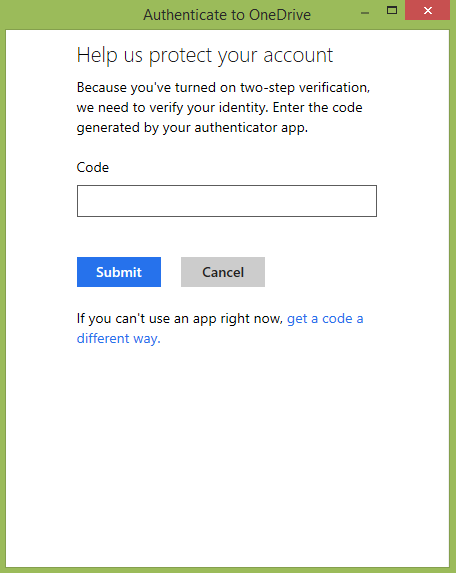 Authenticate to OneDrive
Help us protect your account
Because you've turned on two-step verification,
we need to verify your identity. Enter the code
generated by your authenticator app.
Code
Submit Cancel
If you can't use an app right now, get a code a
different way.